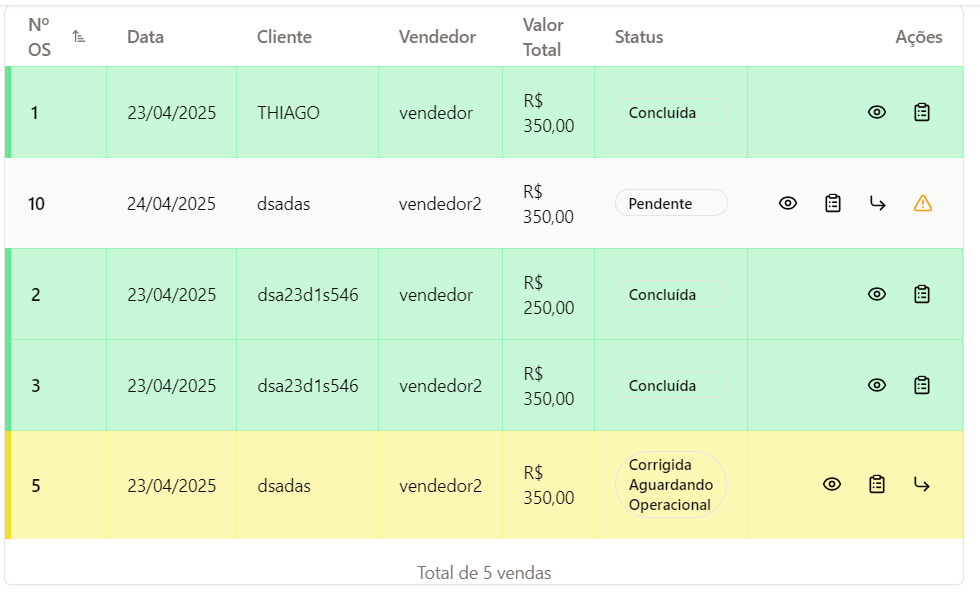 Nº OS Data Cliente Vendedor Valor Total Status Ações
1 23/04/2025 THIAGO vendedor R$ 350,00 Concluída
10 24/04/2025 dsadas vendedor2 R$ 350,00 Pendente
2 23/04/2025 dsa23d1s546 vendedor R$ 250,00 Concluída
3 23/04/2025 dsa23d1s546 vendedor2 R$ 350,00 Concluída
5 23/04/2025 dsadas vendedor2 R$ 350,00 Corrigida Aguardando Operacional
Total de 5 vendas